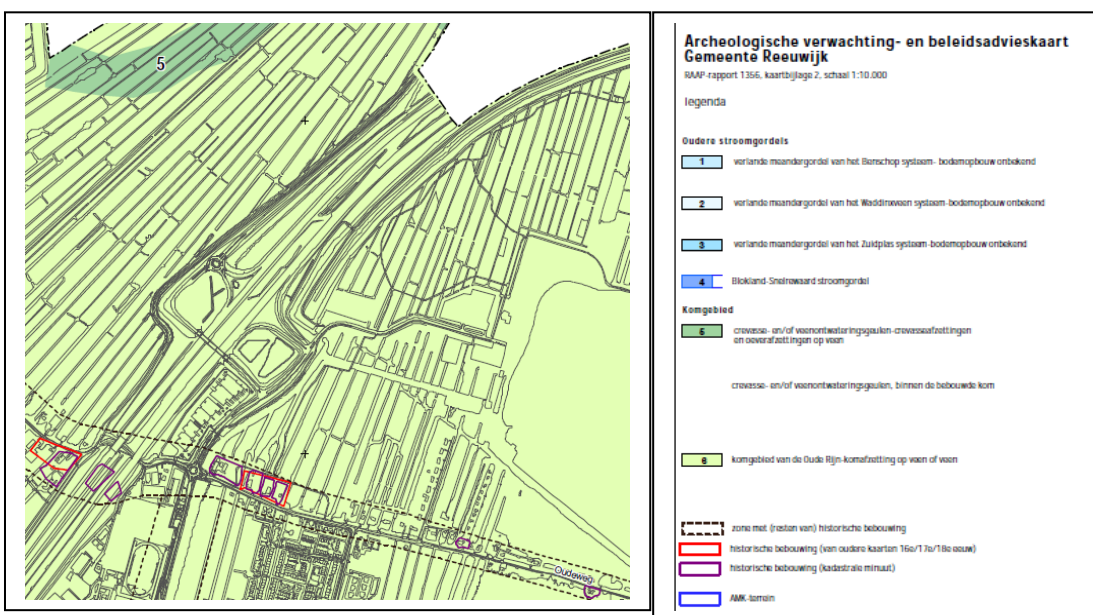 5
Oudeweg
Archeologische verwachting- en beleidsadvieskaart
Gemeente Reeuwijk
RAAP-rapport 1356, kaartbijlage 2, schaal 1:10.000
legenda
Oudere stroomgordels
1 verlande meandergordel van het Benschop systeem- bodemopbouw onbekend
2 verlande meandergordel van het Waddinxveen systeem-bodemopbouw onbekend
3 verlande meandergordel van het Zuidplas systeem-bodemopbouw onbekend
4 Blokland-Snelrewaard stroomgordel
Komgebied
5 crevasse- en/of veenontwateringsgeulen-crevasseafzettingen
en oeverafzettingen op veen
crevasse- en/of veenontwateringsgeulen, binnen de bebouwde kom
6 komgebied van de Oude Rijn-komafzetting op veen of veen
zone met (resten van) historische bebouwing
historische bebouwing (van oudere kaarten 16e/17e/18e eeuw)
historische bebouwing (kadastrale minuut)
AMK-terrein